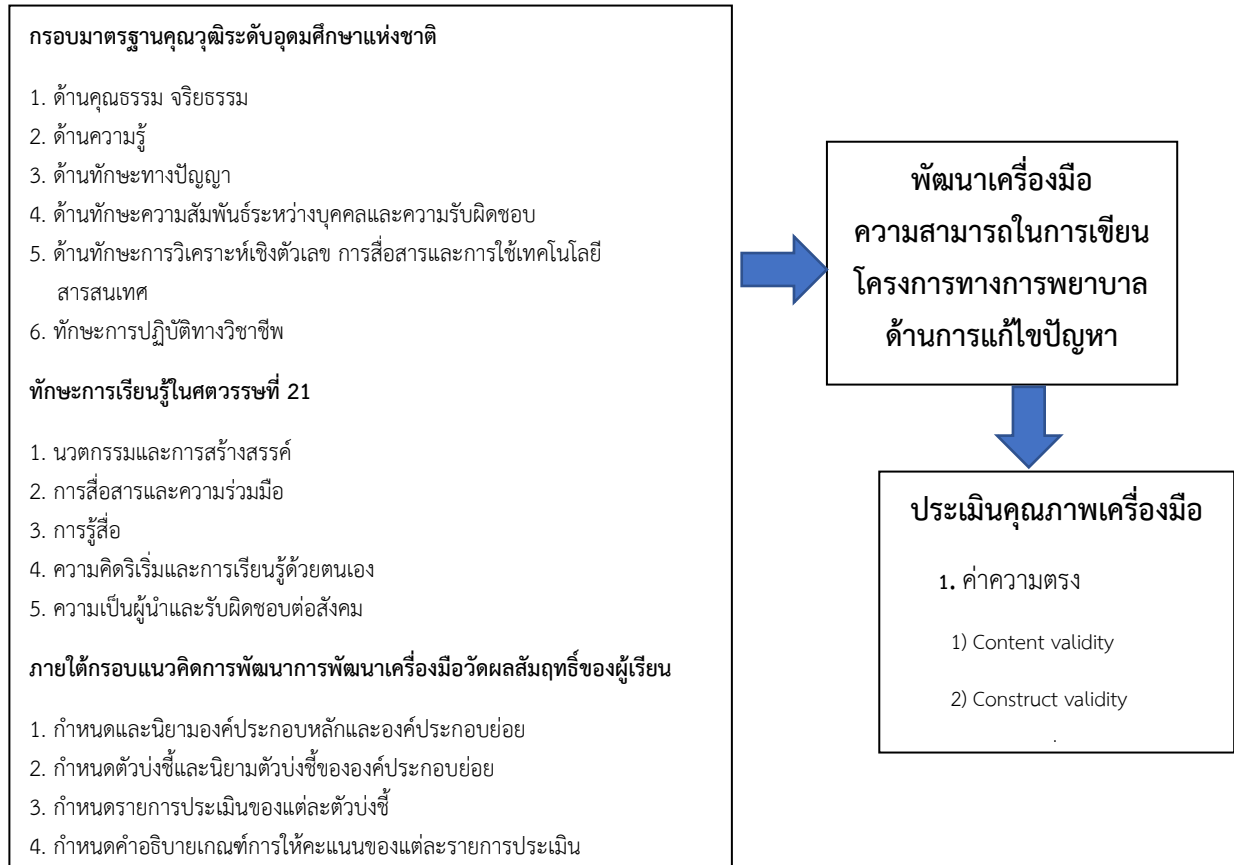 กรอบมาตรฐานคุณวุฒิระดับอุดมศึกษาแห่งชาติ
1. ด้านคุณธรรม จริยธรรม
2. ด้านความรู้
3. ด้านทักษะทางปัญญา
4. ด้านทักษะความสัมพันธ์ระหว่างบุคคลและความรับผิดชอบ
5. ด้านทักษะการวิเคราะห์เชิงตัวเลข การสื่อสารและการใช้เทคโนโลยี
สารสนเทศ
6. ทักษะการปฏิบัติทางวิชาชีพ
ทักษะการเรียนรู้ในศตวรรษที่ 21
1. นวตกรรมและการสร้างสรรค์
2. การสื่อสารและความร่วมมือ
3. การรู้สื่อ
4. ความคิดริเริ่มและการเรียนรู้ด้วยตนเอง
5. ความเป็นผู้นำและรับผิดชอบต่อสังคม
ภายใต้กรอบแนวคิดการพัฒนาการพัฒนาเครื่องมือวัดผลสัมฤทธิ์ของผู้เรียน
1. กำหนดและนิยามองค์ประกอบหลักและองค์ประกอบย่อย
2. กำหนดตัวบ่งชี้และนิยามตัวบ่งชี้ขององค์ประกอบย่อย
3. กำหนดรายการประเมินของแต่ละตัวบ่งชี้
4. กำหนดคำอธิบายเกณฑ์การให้คะแนนของแต่ละรายการประเมิน
พัฒนาเครื่องมือ
ความสามารถในการเขียน
โครงการทางการพยาบาล
ด้านการแก้ไขปัญหา
ประเมินคุณภาพเครื่องมือ
1. ค่าความตรง
1) Content validity
2) Construct validity
.